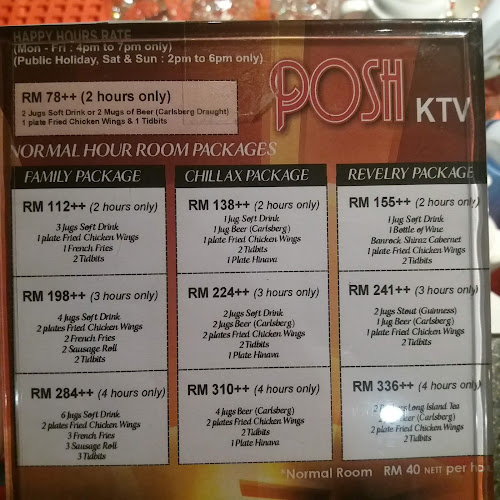 HAPPY HOURS RATE
(Mon - Fri : 4pm to 7pm only)
(Public Holiday, Sat & Sun : 2pm to 6pm only)
RM 78++ (2 hours only)
2 Jugs Soft Drink or 2 Mugs of Beer (Carlsberg Draught)
1 plate Fried Chicken Wings & 1 Tidbits
POSH
KTV
NORMAL HOUR ROOM PACKAGES
FAMILY PACKAGE
RM 112++ (2 hours only)
3 Jugs Soft Drink
1 plate Fried Chicken Wings
1 French Fries
2 Tidbits
RM 198++ (3 hours only)
4 Jugs Soft Drink
2 plates Fried Chicken Wings
2 French Fries
2 Sausage Roll
2 Tidbits
RM 284++ (4 hours only)
6 Jugs Soft Drink
2 plates Fried Chicken Wings
3 French Fries
3 Sausage Roll
3 Tidbits
CHILLAX PACKAGE
RM 138++ (2 hours only)
1 Jug Soft Drink
1 Jug Beer (Carlsberg)
1 plate Fried Chicken Wings
2 Tidbits
1 Plate Hinava
RM 224++ (3 hours only)
2 Jugs Soft Drink
2 Jugs Beer (Carlsberg)
2 plates Fried Chicken Wings
2 Tidbits
1 Plate Hinava
RM 310++ (4 hours only)
4 Jugs Beer (Carlsberg)
2 plates Fried Chicken Wings
2 Tidbits
1 Plate Hinava
REVELRY PACKAGE
RM 155++ (2 hours only)
1 Jug Soft Drink
1 Bottle of Wine
Banrock Shiraz Cabernet
1 plate Fried Chicken Wings
2 Tidbits
RM 241++ (3 hours only)
2 Jugs Stout (Guinness)
1 Jug Beer (Carlsberg)
1 plate Fried Chicken Wings
2 Tidbits
RM 336++ (4 hours only)
2 Long Island Tea
Beer (Carlsberg)
2 plates Fried Chicken Wings
2 Tidbits
*Normal Room RM 40 NETT per